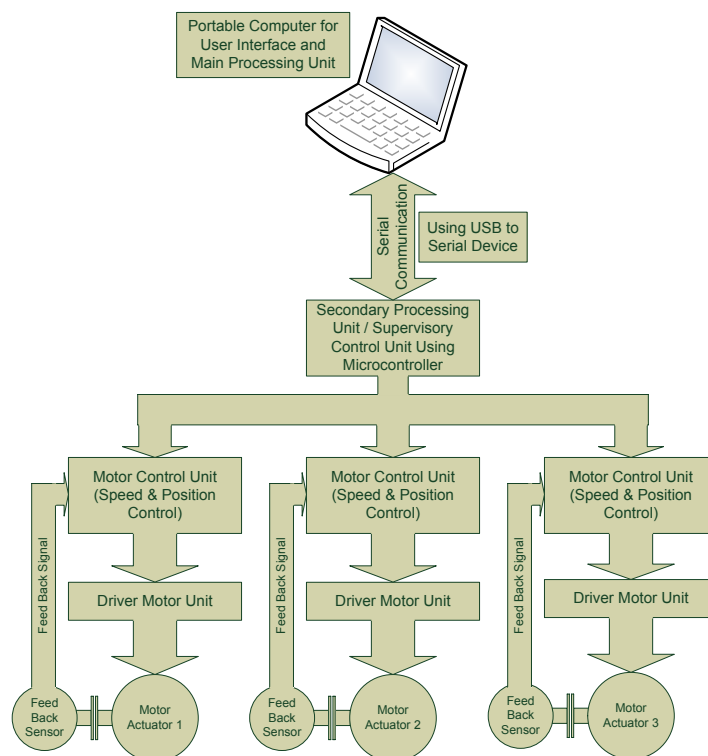 Portable Computer for
User Interface and
Main Processing Unit
Serial
Communication
Using USB to
Serial Device
Secondary Processing
Unit / Supervisory
Control Unit Using
Microcontroller
Motor Control Unit
(Speed & Position
Control)
Motor Control Unit
(Speed & Position
Control)
Motor Control Unit
(Speed & Position
Control)
Feed Back Signal
Feed Back Signal
Feed Back Signal
Driver Motor Unit
Driver Motor Unit
Driver Motor Unit
Feed
Back
Sensor
Motor
Actuator 1
Feed
Back
Sensor
Motor
Actuator 2
Feed
Back
Sensor
Motor
Actuator 3